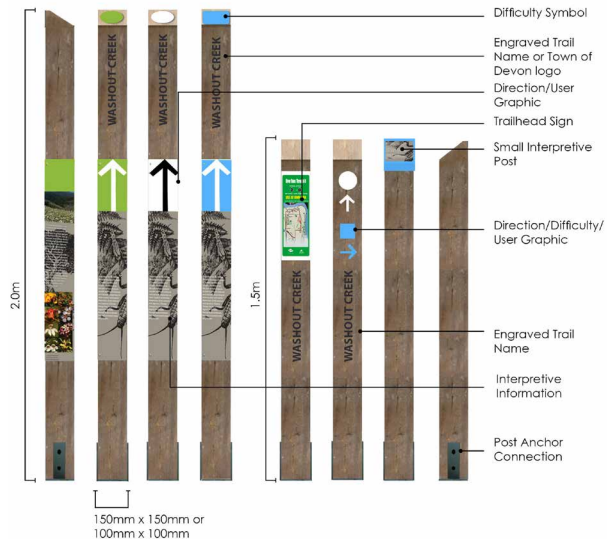 Difficulty Symbol
Engraved Trail
Name or Town of
Devon logo
Direction/User
Graphic
Trailhead Sign
Small Interpretive
Post
Direction/Difficulty/
User Graphic
Engraved Trail
Name
Interpretive
Information
Post Anchor
Connection
2.0m
WASHOUT CREEK
WASHOUT CREEK
WASHOUT CREEK
1.5m
WASHOUT CREEK
WASHOUT CREEK
150mm x 150mm or
100mm x 100mm